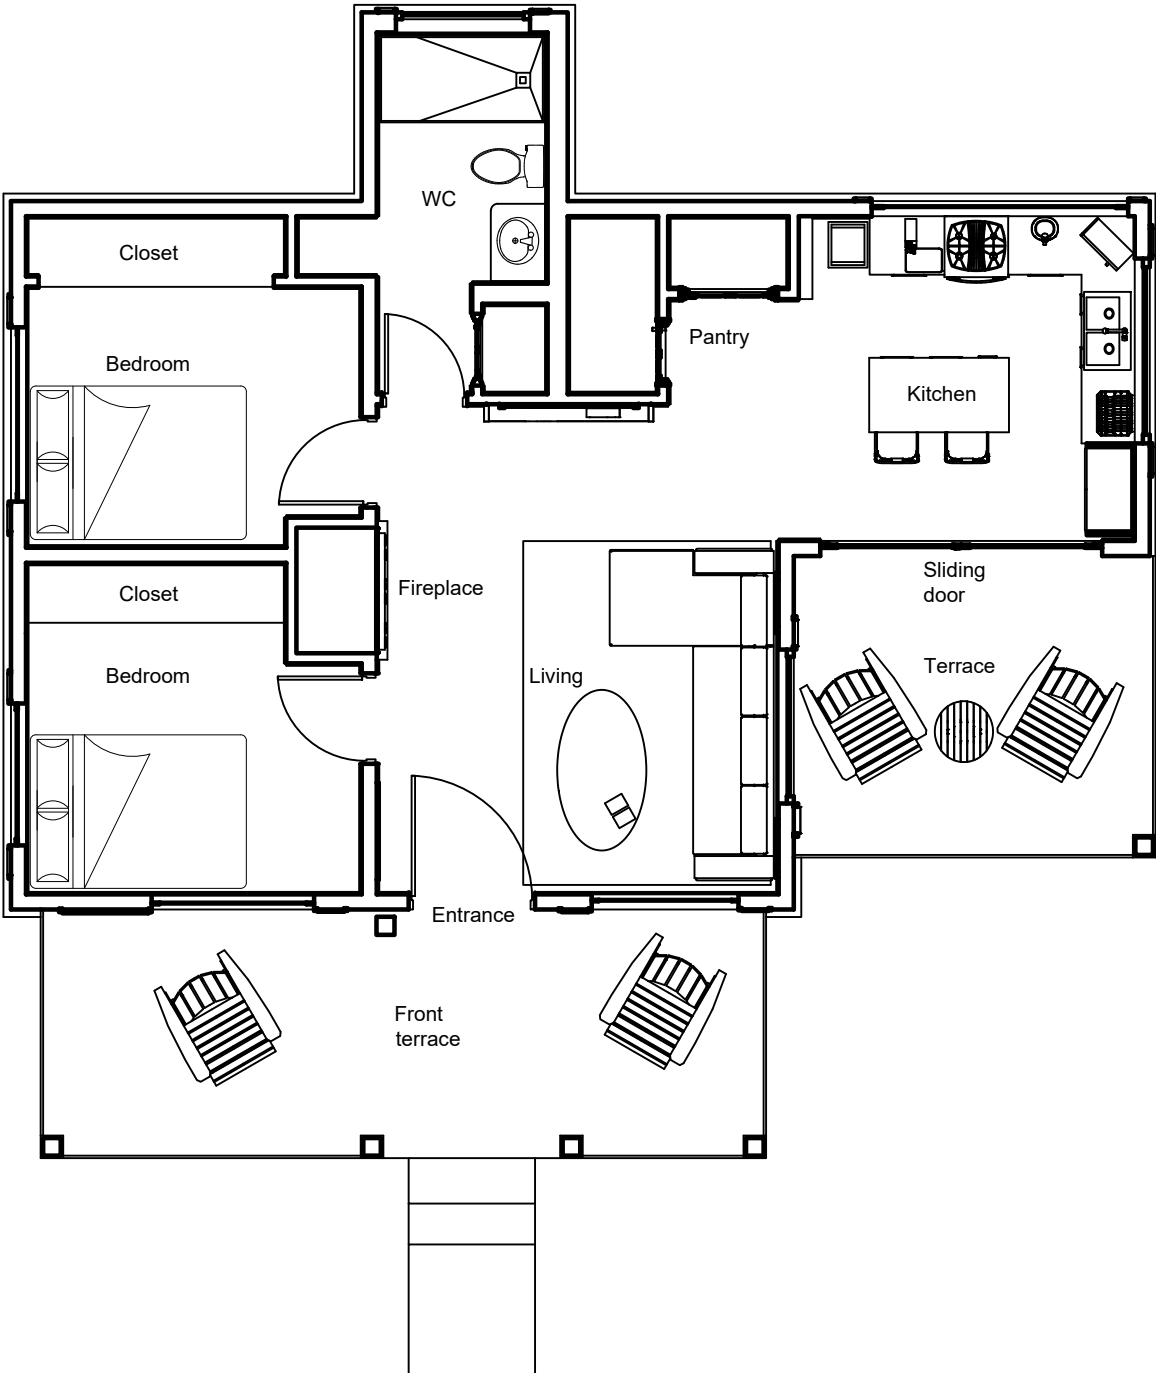 WC
Closet
Bedroom
Pantry
Kitchen
Fireplace
Sliding
door
Closet
Bedroom
Living
Terrace
Entrance
Front
terrace